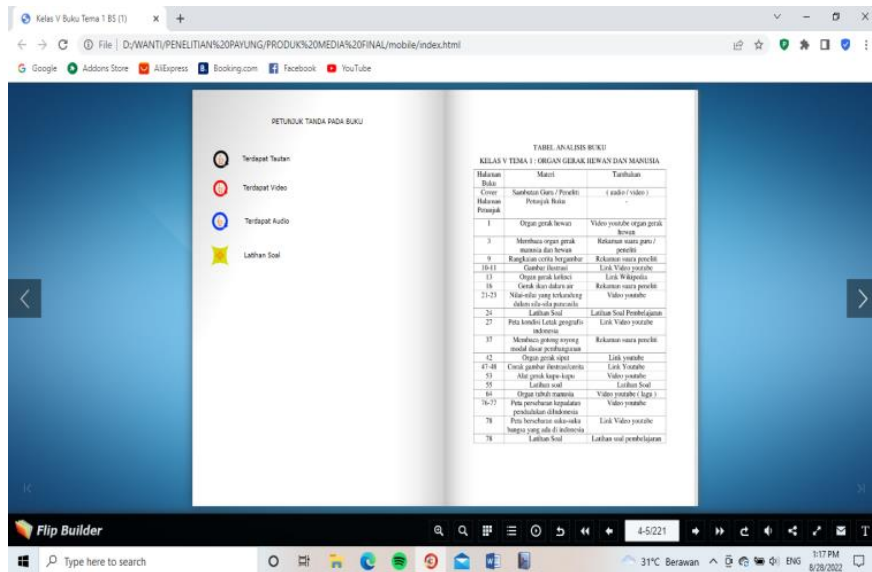 Kelas V Buku Tema 1 BS (1)
File | D:/WANTI/PENELITIAN%20PAYUNG/PRODUK%20MEDIA%20FINAL/mobile/index.html
Google Addons Store AliExpress Booking.com Facebook YouTube
PETUNJUK TANDA PADA BUKU
Terdapat Tautan
Terdapat Video
Terdapat Audio
Latihan Soal
TABEL ANALISIS BUKU
KELAS V TEMA 1 : ORGAN GERAK HEWAN DAN MANUSIA
Halaman Materi Tambahan
Buku
Cover Sambutan Guru / Peneliti ( audio / video )
Halaman Petunjuk Buku -
Petunjuk
1 Organ gerak hewan Video youtube organ gerak
hewan
3 Membaca organ gerak Rekaman suara guru /
manusia dan hewan peneliti
9 Rangkaian cerita bergambar Rekaman suara peneliti
10-11 Gambar ilustrasi Link Video youtube
13 Organ gerak kelinci Link Wikipedia
16 Gerak ikan dalam air Rekaman suara peneliti
21-23 Nilai-nilai yang terkandung Video youtube
dalam sila-sila pancasila
24 Latihan Soal Latihan Soal Pembelajaran
27 Peta kondisi Letak geografis Link Video youtube
indonesia
37 Membaca gotong royong Rekaman suara peneliti
modal dasar pembangunan
42 Organ gerak siput Link youtube
47-48 Corak gambar ilustrasi/cerita Link Youtube
53 Alat gerak kupu-kupu Video youtube
55 Latihan soal Latihan Soal
64 Organ tubuh manusia Video youtube ( lagu )
76-77 Peta persebaran kepadatan Video youtube
pendudukan diIndonesia
78 Peta bersebaran suku-suku Link Video youtube
bangsa yang ada di indonesia
78 Latihan Soal Latihan soal pembelajaran
Flip Builder
4-5/221
Type here to search
31°C Berawan
ENG
1:17 PM
8/28/2022